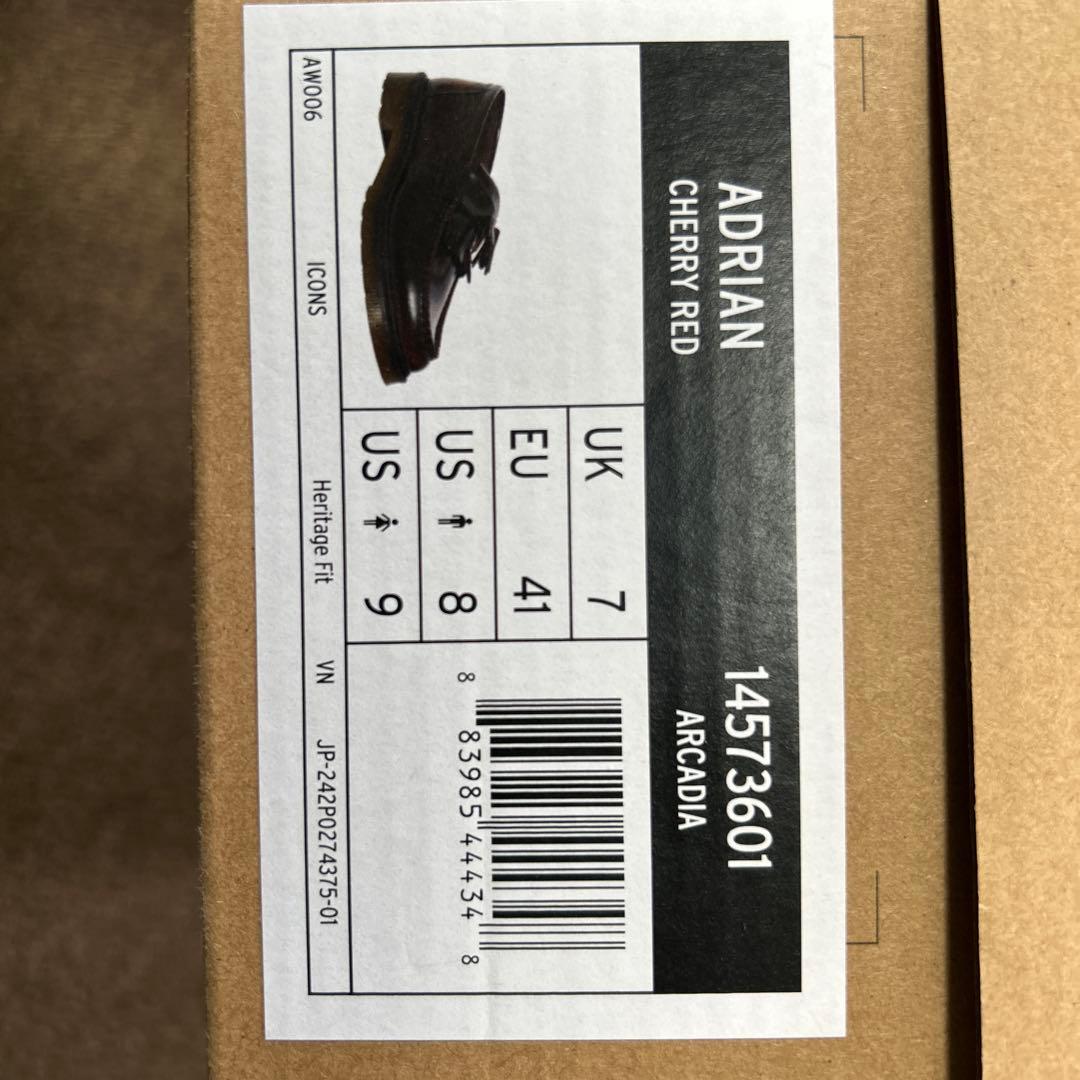 ADRIAN 14573601
CHERRY RED ARCADIA
UK 7
EU 41
US 8
US 9
8 83985 44434 8
AW006 ICONS Heritage Fit VN JP-242P0274375-01